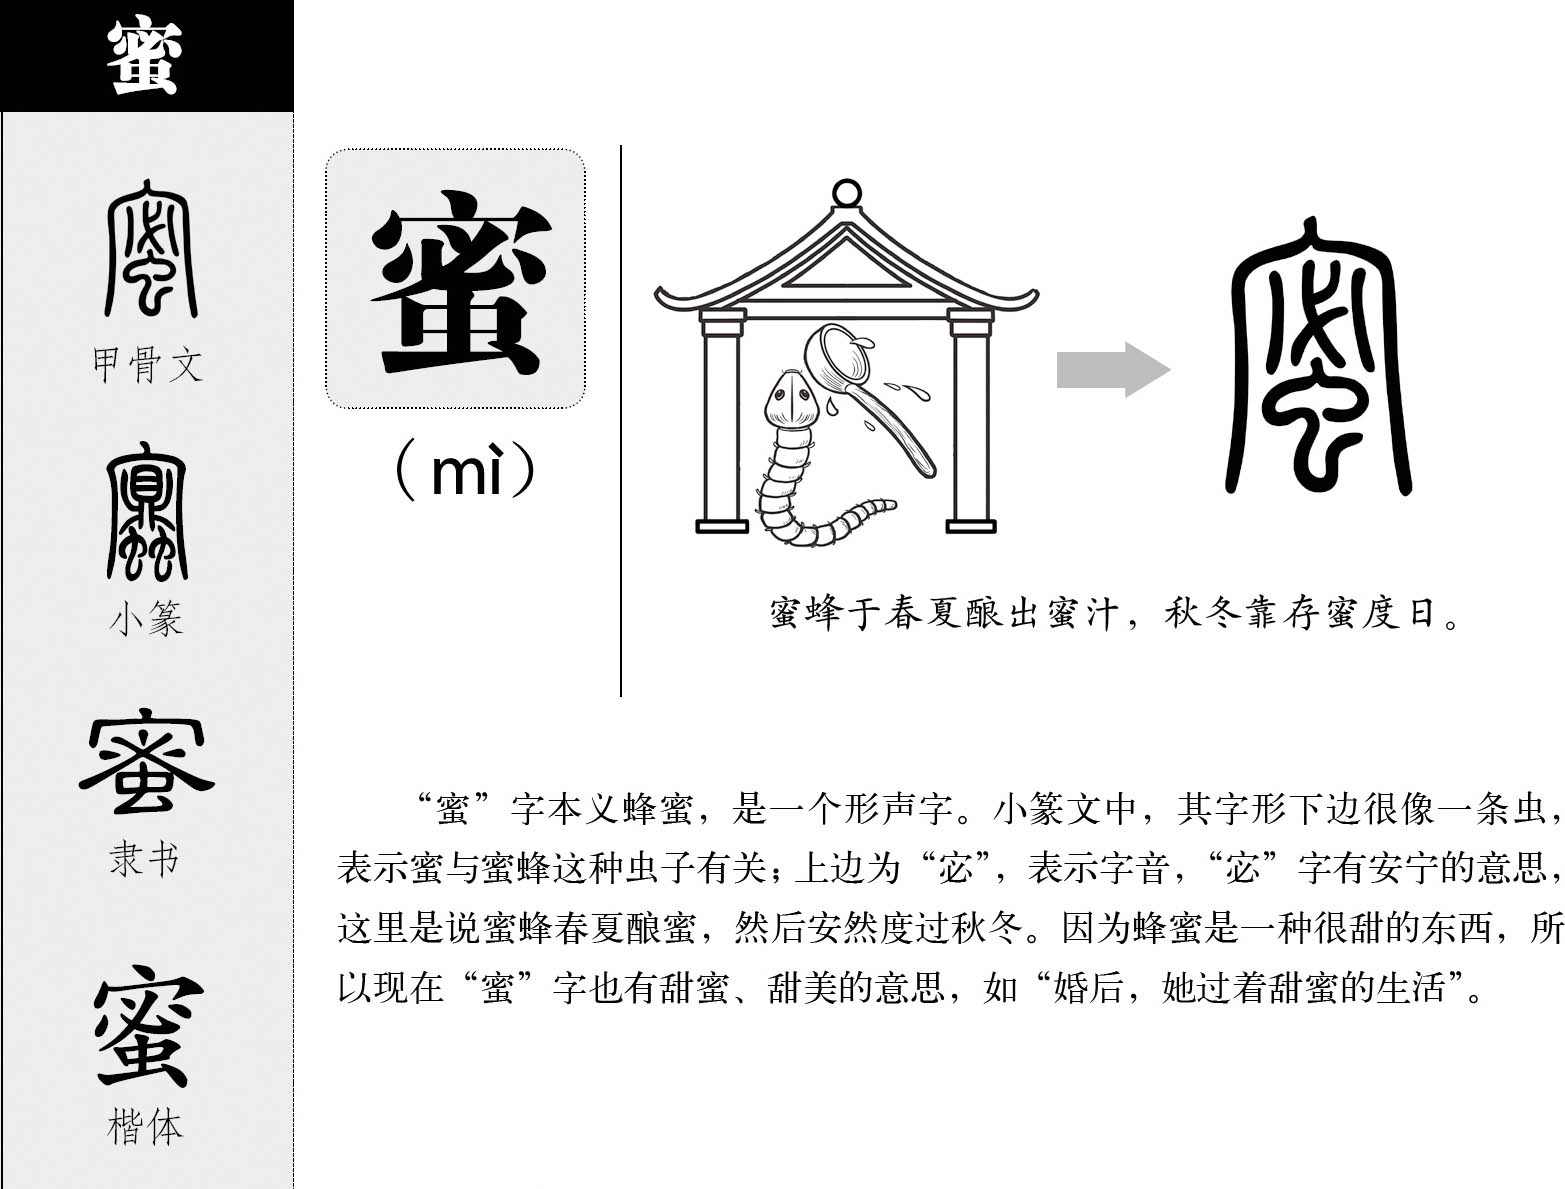 蜜
甲骨文
小篆
隶书
楷体
蜜
（mì）
蜜蜂于春夏酿出蜜汁，秋冬靠存蜜度日。
“蜜”字本义蜂蜜，是一个形声字。小篆文中，其字形下边很像一条虫，
表示蜜与蜜蜂这种虫子有关；上边为“宓”，表示字音，“宓”字有安宁的意思，
这里是说蜜蜂春夏酿蜜，然后安然度过秋冬。因为蜂蜜是一种很甜的东西，所
以现在“蜜”字也有甜蜜、甜美的意思，如“婚后，她过着甜蜜的生活”。